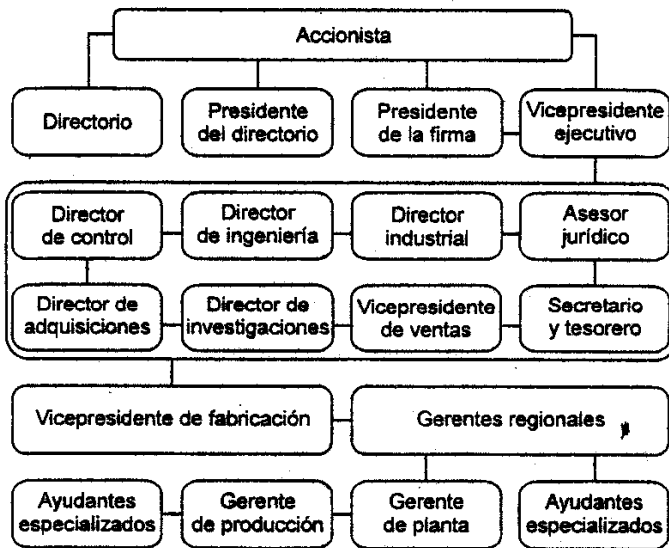 Accionista
Directorio
Presidente
del directorio
Presidente
de la firma
Vicepresidente
ejecutivo
Director
de control
Director
de ingeniería
Director
industrial
Asesor
jurídico
Director de
adquisiciones
Director de
investigaciones
Vicepresidente
de ventas
Secretario
y tesorero
Vicepresidente de fabricación
Gerentes regionales
Ayudantes
especializados
Gerente
de producción
Gerente
de planta
Ayudantes
especializados